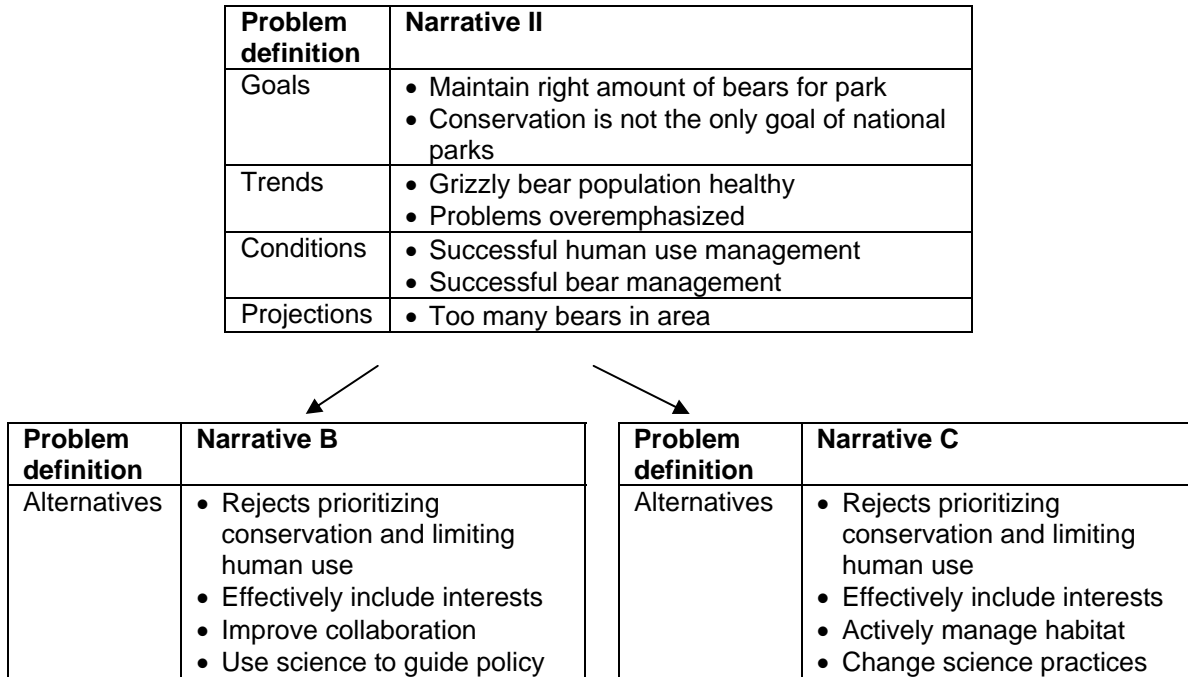 Problem definition Narrative II
Goals • Maintain right amount of bears for park
• Conservation is not the only goal of national
parks
Trends • Grizzly bear population healthy
• Problems overemphasized
Conditions • Successful human use management
• Successful bear management
Projections • Too many bears in area
Problem definition Narrative B
Alternatives • Rejects prioritizing
conservation and limiting
human use
• Effectively include interests
• Improve collaboration
• Use science to guide policy
Problem definition Narrative C
Alternatives • Rejects prioritizing
conservation and limiting
human use
• Effectively include interests
• Actively manage habitat
• Change science practices